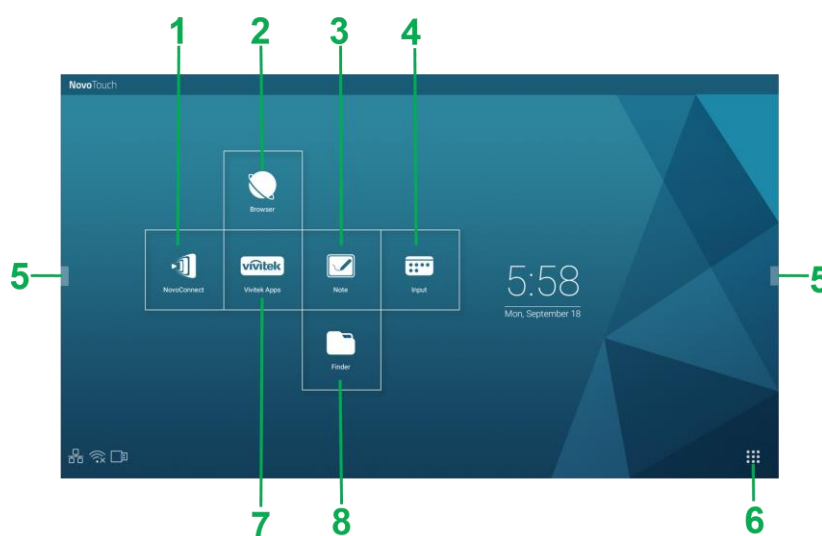 1 2 3 4
NovoTouch
Browser
5 5
NovoConnect vivitek Vivitek Apps Note Input
5:58
Mon, September 18
Finder
7 8 6